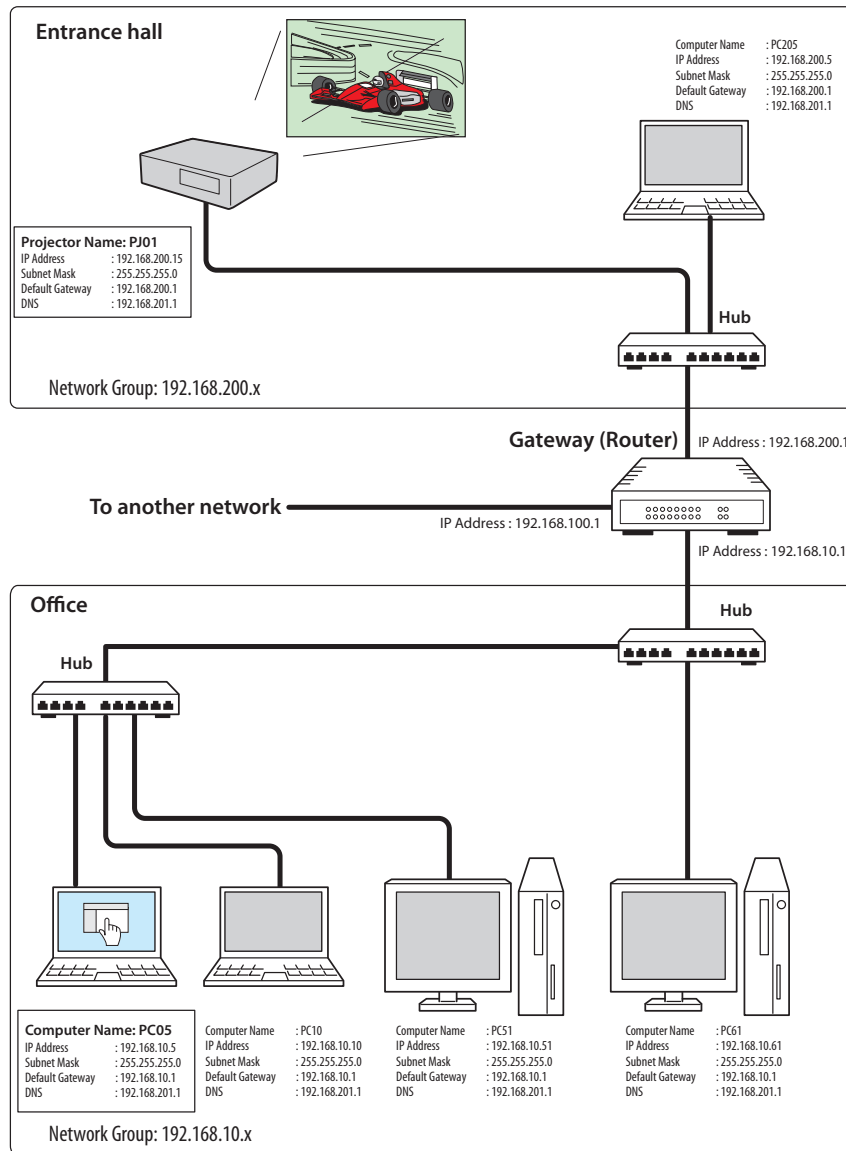 Entrance hall
Computer Name : PC205
IP Address : 192.168.200.5
Subnet Mask : 255.255.255.0
Default Gateway : 192.168.200.1
DNS : 192.168.201.1
Projector Name: PJ01
IP Address : 192.168.200.15
Subnet Mask : 255.255.255.0
Default Gateway : 192.168.200.1
DNS : 192.168.201.1
Hub
Network Group: 192.168.200.x
Gateway (Router) IP Address : 192.168.200.1
To another network
IP Address : 192.168.100.1
IP Address : 192.168.10.1
Office
Hub
Hub
Computer Name: PC05
IP Address : 192.168.10.5
Subnet Mask : 255.255.255.0
Default Gateway : 192.168.10.1
DNS : 192.168.201.1
Computer Name : PC10
IP Address : 192.168.10.10
Subnet Mask : 255.255.255.0
Default Gateway : 192.168.10.1
DNS : 192.168.201.1
Computer Name : PC51
IP Address : 192.168.10.51
Subnet Mask : 255.255.255.0
Default Gateway : 192.168.10.1
DNS : 192.168.201.1
Computer Name : PC61
IP Address : 192.168.10.61
Subnet Mask : 255.255.255.0
Default Gateway : 192.168.10.1
DNS : 192.168.201.1
Network Group: 192.168.10.x